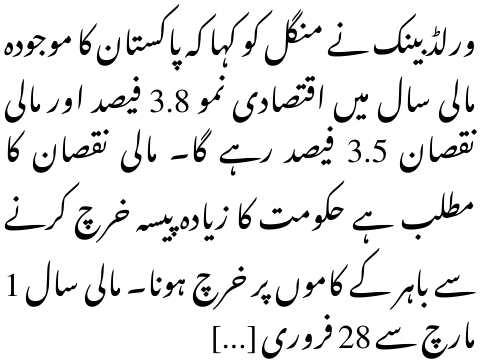 ورلڈ بینک نے منگل کو کہا کہ پاکستان کا موجودہ
مالی سال میں اقتصادی نمو 3.8 فیصد اور مالی
نقصان 3.5 فیصد رہے گا۔ مالی نقصان کا
مطلب ہے حکومت کا زیادہ پیسہ خرچ کرنے
سے باہر کے کاموں پر خرچ ہونا۔ مالی سال 1
مارچ سے 28 فروری [...]